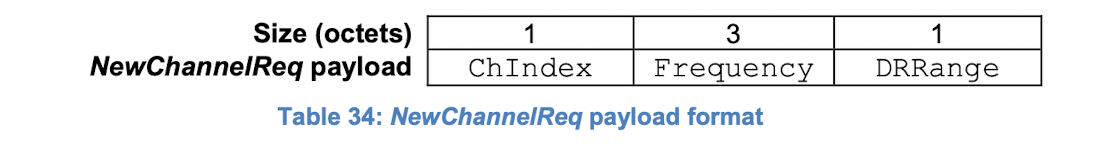 Size (octets) 1 3 1
NewChannelReq payload ChIndex Frequency DRRange
Table 34: NewChannelReq payload format